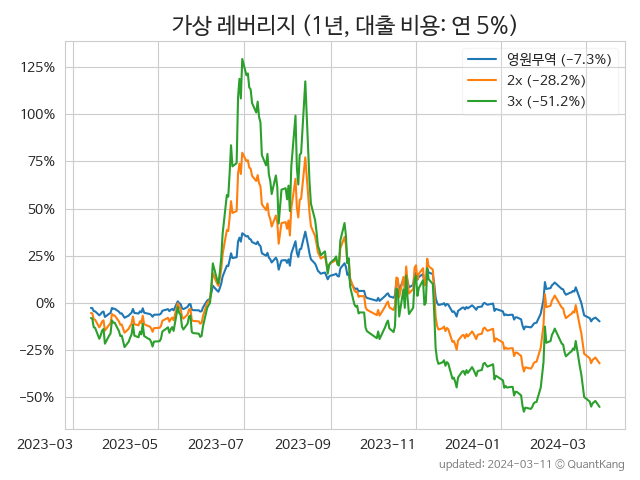 가상 레버리지 (1년, 대출 비용: 연 5%)
영원무역 (−7.3%)
2x (−28.2%)
3x (−51.2%)
125%
100%
75%
50%
25%
0%
−25%
−50%
2023-03 2023-05 2023-07 2023-09 2023-11 2024-01 2024-03
updated: 2024-03-11 © QuantKang